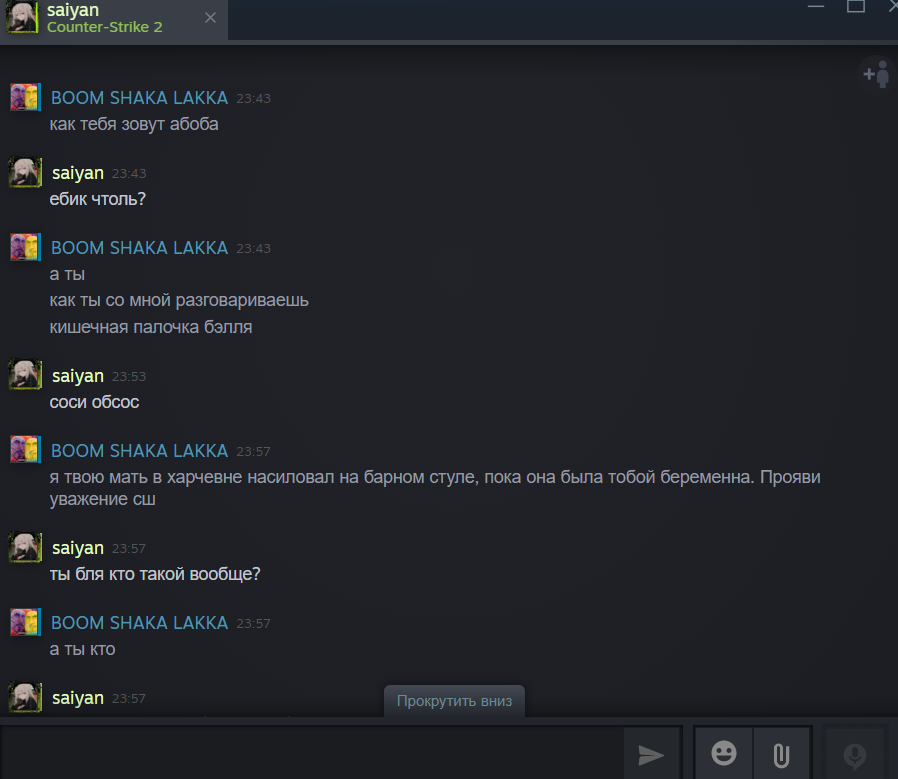 saiyan
Counter-Strike 2
BOOM SHAKA LAKKA 23:43
как тебя зовут абоба
saiyan 23:43
ебик чтоль?
BOOM SHAKA LAKKA 23:43
а ты
как ты со мной разговариваешь
кишечная палочка бэлля
saiyan 23:53
соси обсос
BOOM SHAKA LAKKA 23:57
я твою мать в харчевне насиловал на барном стуле, пока она была тобой беременна. Прояви
уважение сш
saiyan 23:57
ты бля кто такой вообще?
BOOM SHAKA LAKKA 23:57
а ты кто
saiyan 23:57
Прокрутить вниз